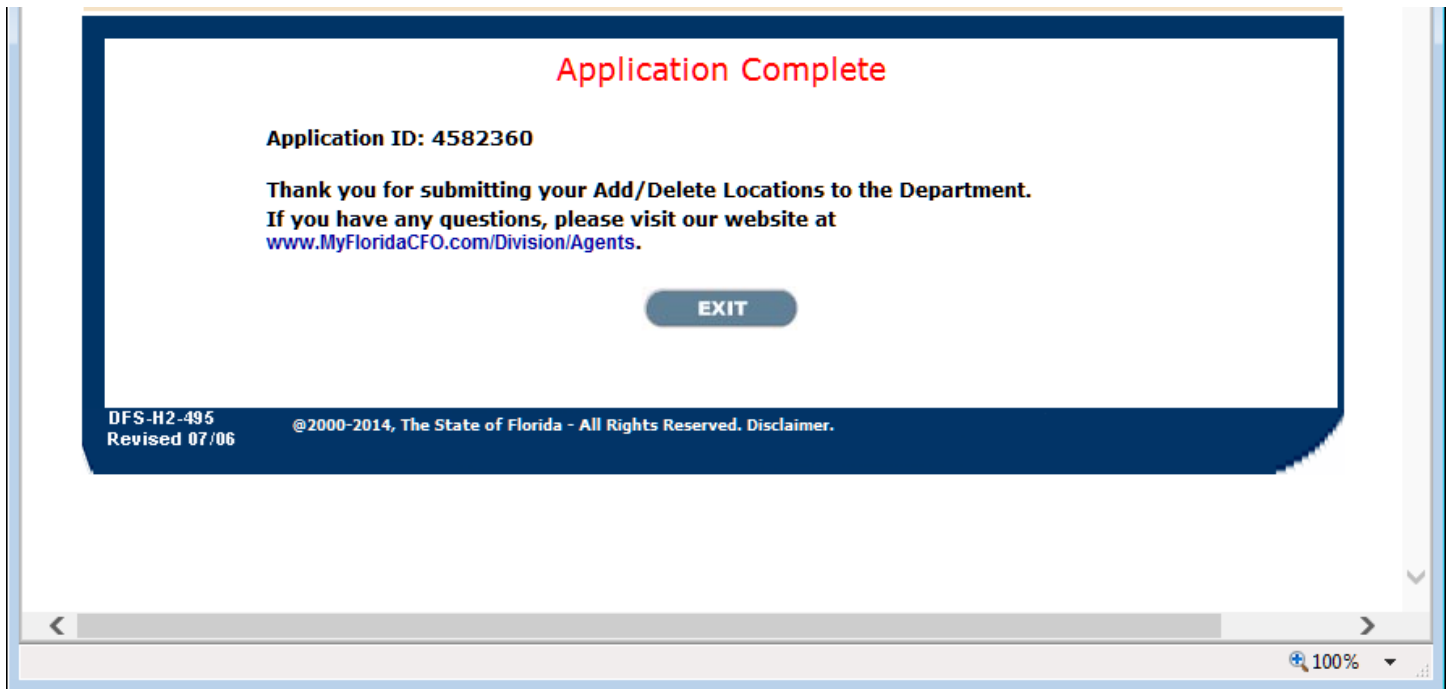 Application Complete
Application ID: 4582360
Thank you for submitting your Add/Delete Locations to the Department.
If you have any questions, please visit our website at
www.MyFloridaCFO.com/Division/Agents.
EXIT
DFS-H2-495
Revised 07/06
@2000-2014, The State of Florida - All Rights Reserved. Disclaimer.
100%